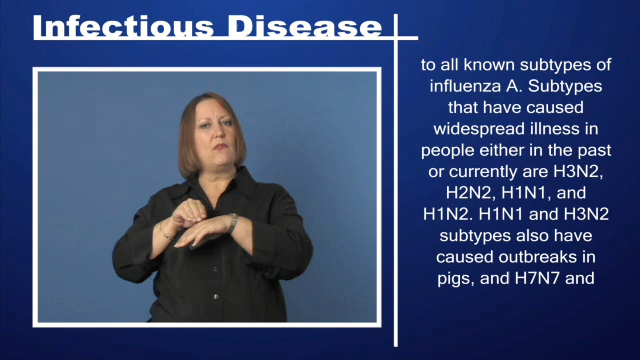 Infectious Disease
to all known subtypes of
influenza A. Subtypes
that have caused
widespread illness in
people either in the past
or currently are H3N2,
H2N2, H1N1, and
H1N2. H1N1 and H3N2
subtypes also have
caused outbreaks in
pigs, and H7N7 and